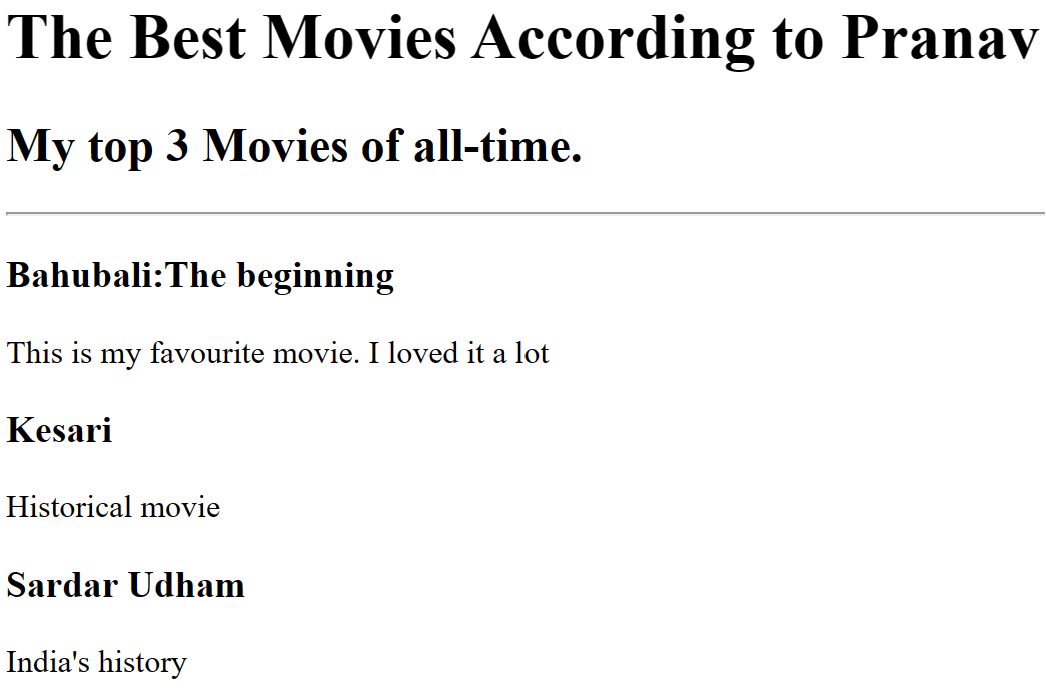 The Best Movies According to Pranav
My top 3 Movies of all-time.
Bahubali:The beginning
This is my favourite movie. I loved it a lot
Kesari
Historical movie
Sardar Udham
India's history